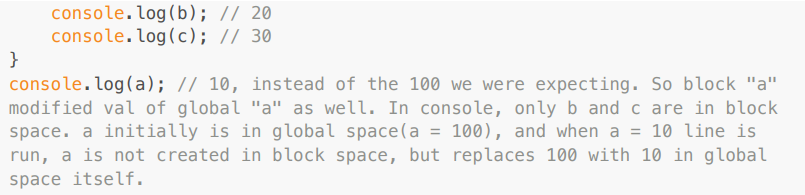 console.log(b); // 20
console.log(c); // 30
}
console.log(a); // 10, instead of the 100 we were expecting. So block "a"
modified val of global "a" as well. In console, only b and c are in block
space. a initially is in global space(a = 100), and when a = 10 line is
run, a is not created in block space, but replaces 100 with 10 in global
space itself.